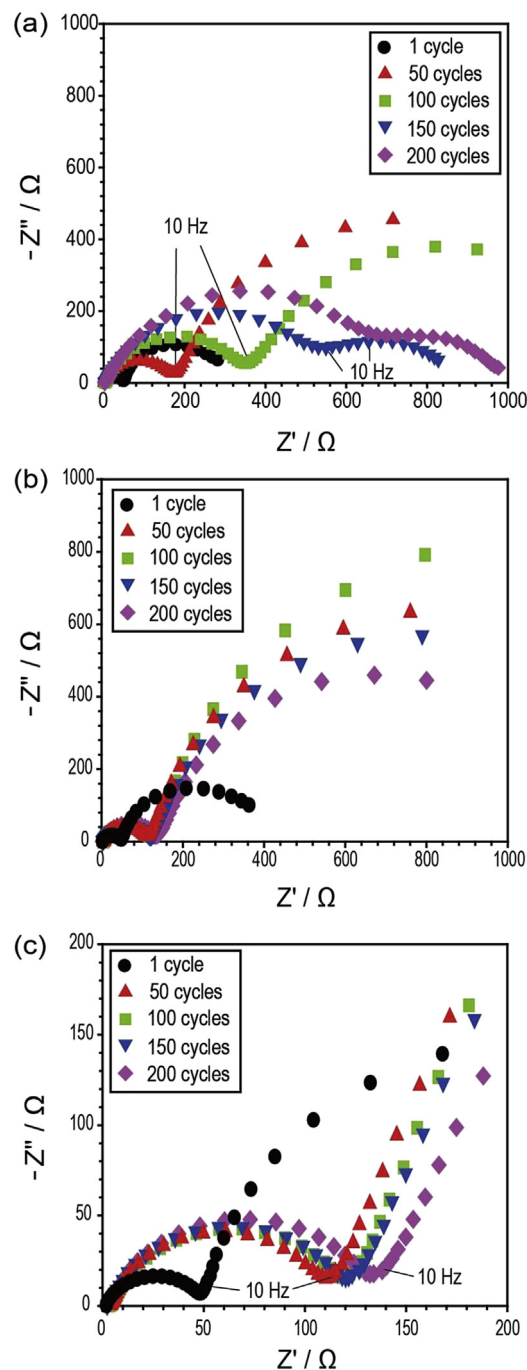 (a)
1000
800
600
400
200
0
-Z″ / Ω
1 cycle
50 cycles
100 cycles
150 cycles
200 cycles
10 Hz
10 Hz
0 200 400 600 800 1000
Z′ / Ω
(b)
1000
800
600
400
200
0
-Z″ / Ω
1 cycle
50 cycles
100 cycles
150 cycles
200 cycles
0 200 400 600 800 1000
Z′ / Ω
(c)
200
150
100
50
0
-Z″ / Ω
1 cycle
50 cycles
100 cycles
150 cycles
200 cycles
10 Hz
10 Hz
0 50 100 150 200
Z′ / Ω